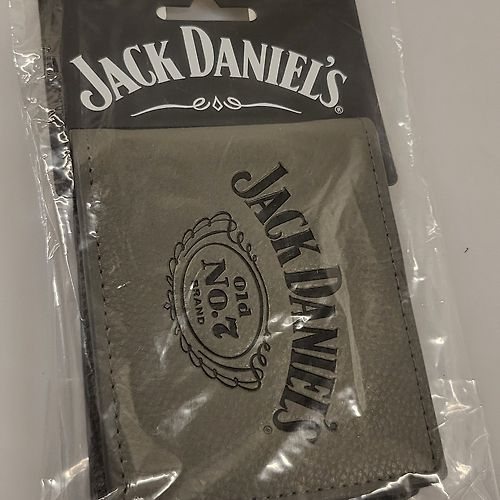 JACK DANIEL'S
®
JACK DANIEL'S
®
Old
NO.7
BRAND